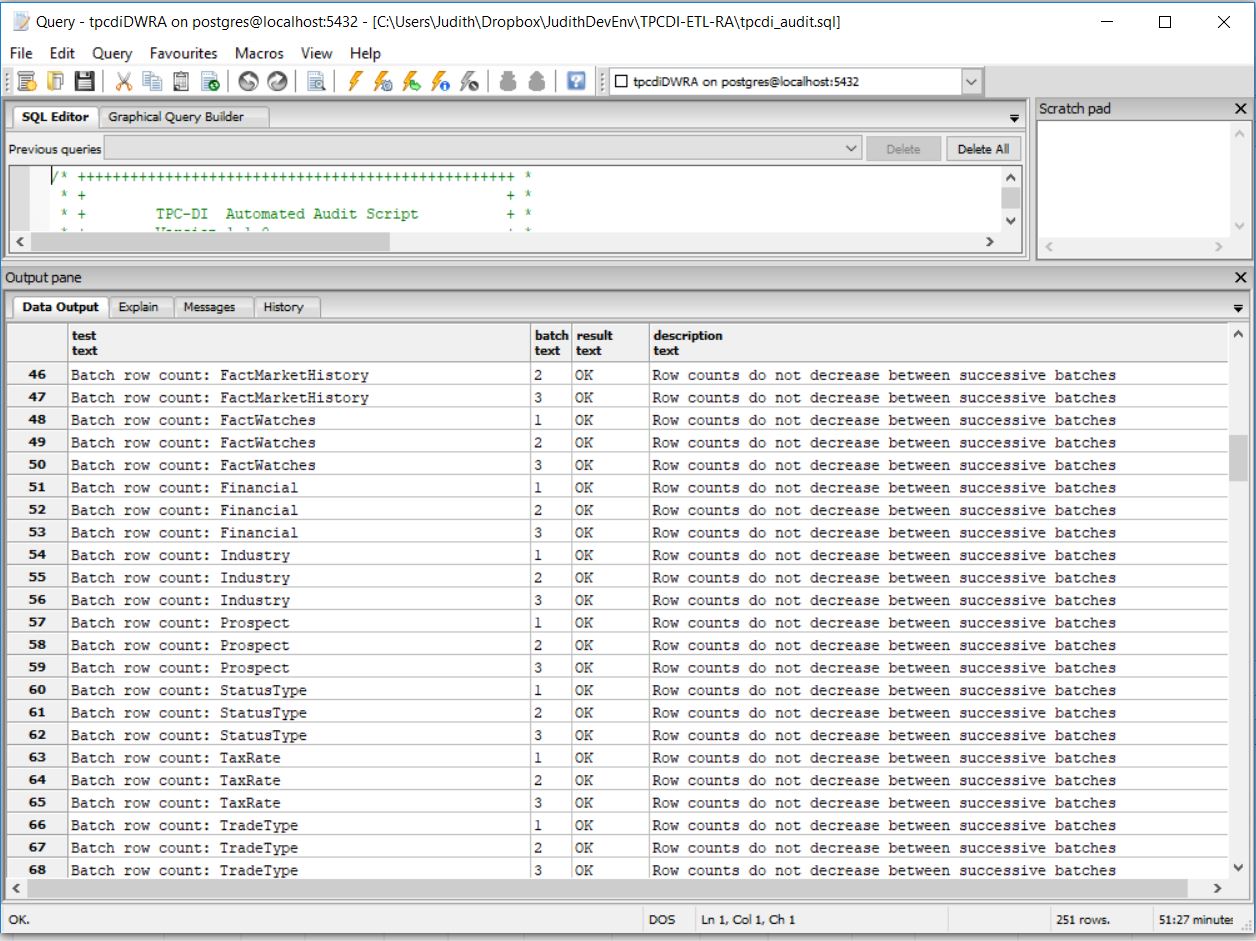 Query - tpcdiDWRA on postgres@localhost:5432 - [C:\Users\Judith\Dropbox\JudithDevEnv\TPCDI-ETL-RA\tpcdi_audit.sql]
File Edit Query Favourites Macros View Help
tpcdiDWRA on postgres@localhost:5432
SQL Editor Graphical Query Builder
Scratch pad
Previous queries Delete Delete All
/* ++++++++++++++++++++++++++++++++++++++++++++++++++ *
* + + *
* + TPC-DI Automated Audit Script + *
Output pane
Data Output Explain Messages History
test batch result description
text text text text
46 Batch row count: FactMarketHistory 2 OK Row counts do not decrease between successive batches
47 Batch row count: FactMarketHistory 3 OK Row counts do not decrease between successive batches
48 Batch row count: FactWatches 1 OK Row counts do not decrease between successive batches
49 Batch row count: FactWatches 2 OK Row counts do not decrease between successive batches
50 Batch row count: FactWatches 3 OK Row counts do not decrease between successive batches
51 Batch row count: Financial 1 OK Row counts do not decrease between successive batches
52 Batch row count: Financial 2 OK Row counts do not decrease between successive batches
53 Batch row count: Financial 3 OK Row counts do not decrease between successive batches
54 Batch row count: Industry 1 OK Row counts do not decrease between successive batches
55 Batch row count: Industry 2 OK Row counts do not decrease between successive batches
56 Batch row count: Industry 3 OK Row counts do not decrease between successive batches
57 Batch row count: Prospect 1 OK Row counts do not decrease between successive batches
58 Batch row count: Prospect 2 OK Row counts do not decrease between successive batches
59 Batch row count: Prospect 3 OK Row counts do not decrease between successive batches
60 Batch row count: StatusType 1 OK Row counts do not decrease between successive batches
61 Batch row count: StatusType 2 OK Row counts do not decrease between successive batches
62 Batch row count: StatusType 3 OK Row counts do not decrease between successive batches
63 Batch row count: TaxRate 1 OK Row counts do not decrease between successive batches
64 Batch row count: TaxRate 2 OK Row counts do not decrease between successive batches
65 Batch row count: TaxRate 3 OK Row counts do not decrease between successive batches
66 Batch row count: TradeType 1 OK Row counts do not decrease between successive batches
67 Batch row count: TradeType 2 OK Row counts do not decrease between successive batches
68 Batch row count: TradeType 3 OK Row counts do not decrease between successive batches
OK. DOS Ln 1, Col 1, Ch 1 251 rows. 51:27 minutes